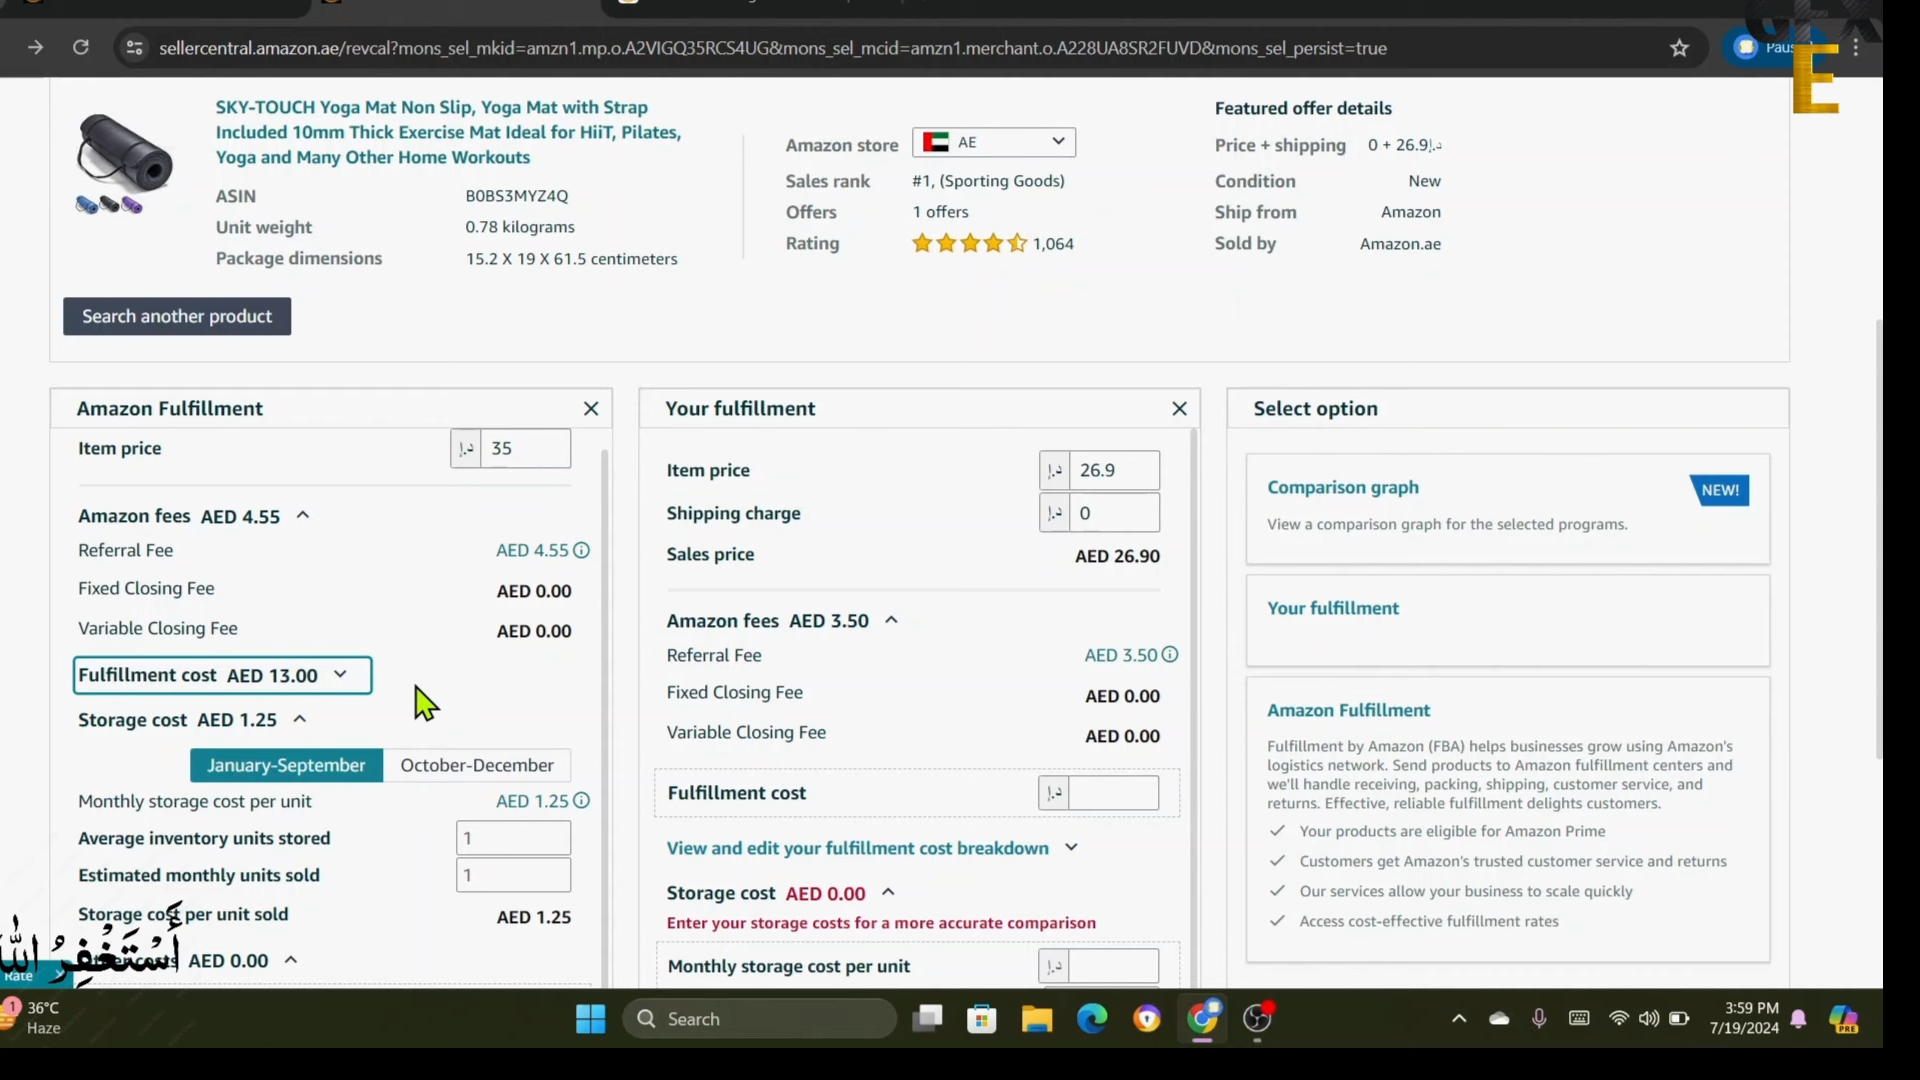 sellercentral.amazon.ae/revcal?mons_sel_mkid=amzn1.mp.o.A2VIGQ35RCS4UG&mons_sel_mcid=amzn1.merchant.o.A228UA8SR2FUVD&mons_sel_persist=true
E
SKY-TOUCH Yoga Mat Non Slip, Yoga Mat with Strap
Included 10mm Thick Exercise Mat Ideal for HiiT, Pilates,
Yoga and Many Other Home Workouts
ASIN B0BS3MYZ4Q
Unit weight 0.78 kilograms
Package dimensions 15.2 X 19 X 61.5 centimeters
Amazon store AE
Sales rank #1, (Sporting Goods)
Offers 1 offers
Rating 1,064
Featured offer details
Price + shipping 0 + 26.9د.إ.
Condition New
Ship from Amazon
Sold by Amazon.ae
Search another product
Amazon Fulfillment
Item price د.إ. 35
Amazon fees AED 4.55
Referral Fee AED 4.55
Fixed Closing Fee AED 0.00
Variable Closing Fee AED 0.00
Fulfillment cost AED 13.00
Storage cost AED 1.25
January-September October-December
Monthly storage cost per unit AED 1.25
Average inventory units stored 1
Estimated monthly units sold 1
Storage cost per unit sold AED 1.25
AED 0.00
Your fulfillment
Item price د.إ. 26.9
Shipping charge د.إ. 0
Sales price AED 26.90
Amazon fees AED 3.50
Referral Fee AED 3.50
Fixed Closing Fee AED 0.00
Variable Closing Fee AED 0.00
Fulfillment cost د.إ.
View and edit your fulfillment cost breakdown
Storage cost AED 0.00
Enter your storage costs for a more accurate comparison
Monthly storage cost per unit د.إ.
Select option
Comparison graph NEW!
View a comparison graph for the selected programs.
Your fulfillment
Amazon Fulfillment
Fulfillment by Amazon (FBA) helps businesses grow using Amazon's
logistics network. Send products to Amazon fulfillment centers and
we'll handle receiving, packing, shipping, customer service, and
returns. Effective, reliable fulfillment delights customers.
Your products are eligible for Amazon Prime
Customers get Amazon's trusted customer service and returns
Our services allow your business to scale quickly
Access cost-effective fulfillment rates
أَسْتَغْفِرُ اللَّهَ
Rate
1
36°C
Haze
Search
3:59 PM
7/19/2024
PRE